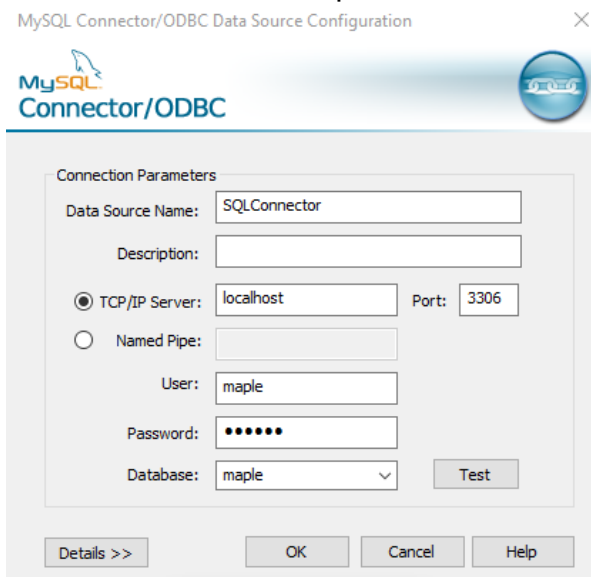 MySQL Connector/ODBC Data Source Configuration
MySQL
Connector/ODBC
Connection Parameters
Data Source Name: SQLConnector
Description:
TCP/IP Server: localhost Port: 3306
Named Pipe:
User: maple
Password: ••••••
Database: maple Test
Details >> OK Cancel Help